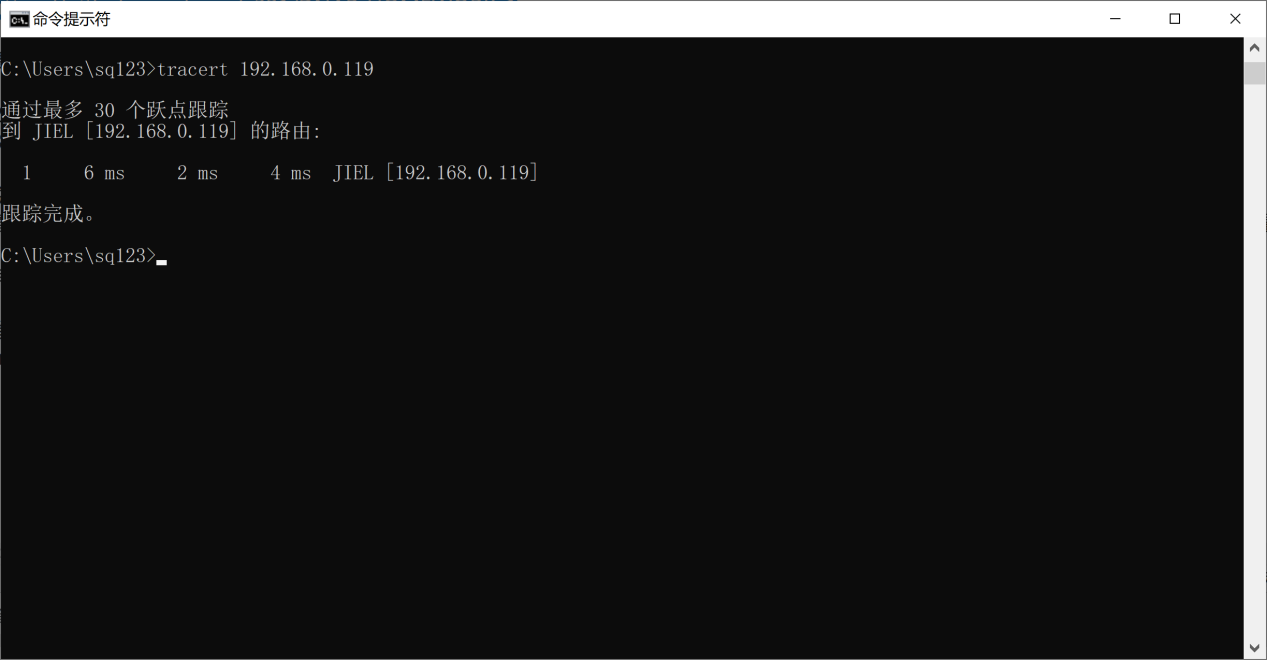 命令提示符
C:\Users\sq123>tracert 192.168.0.119
通过最多 30 个跃点跟踪
到 JIEL [192.168.0.119] 的路由:
1 6 ms 2 ms 4 ms JIEL [192.168.0.119]
跟踪完成。
C:\Users\sq123>